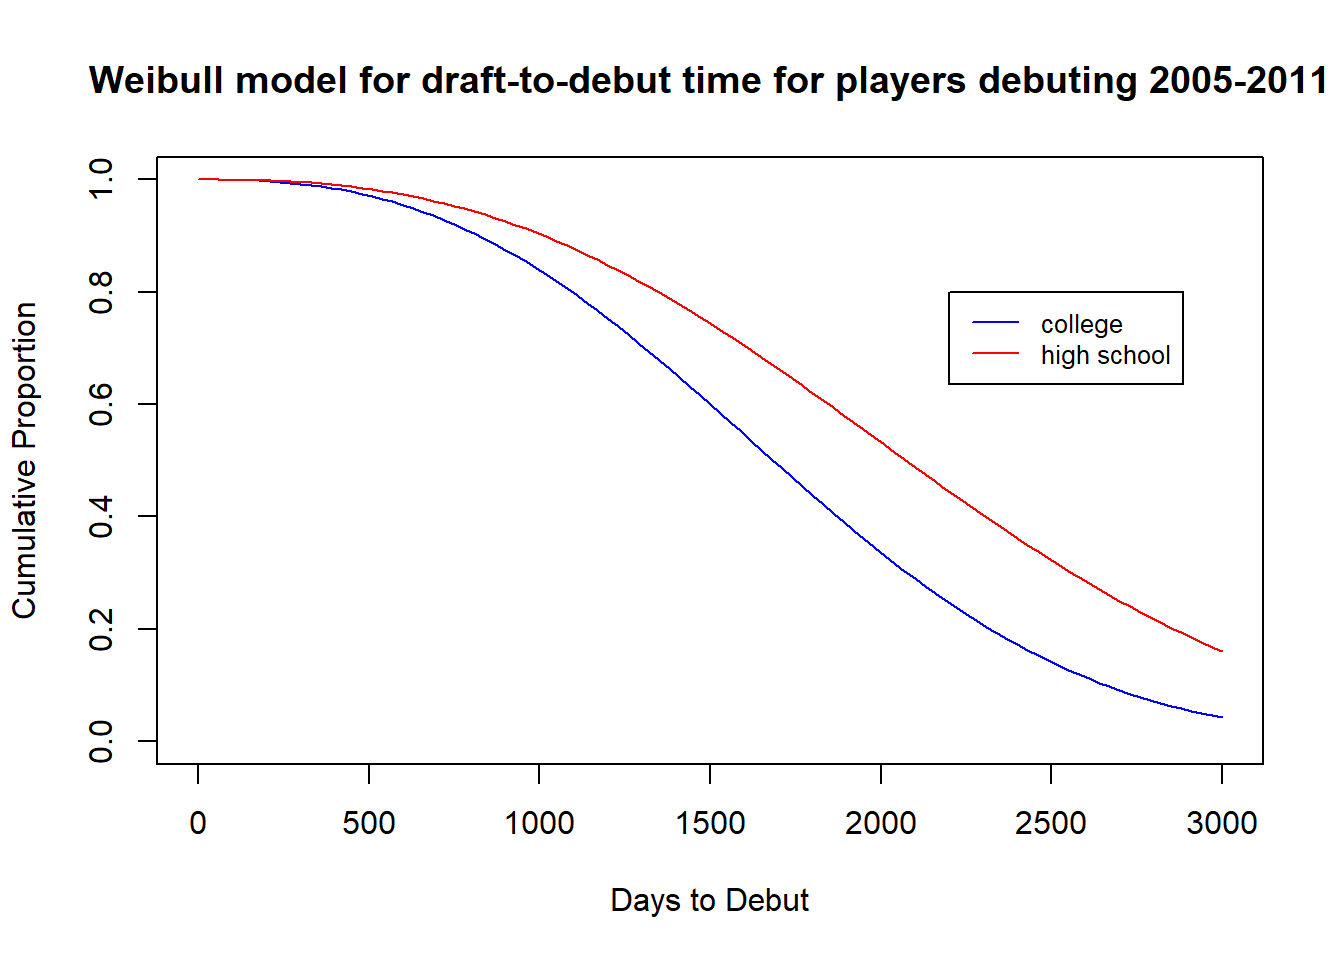 Weibull model for draft-to-debut time for players debuting 2005-2011
Cumulative Proportion
1.0
0.8
0.6
0.4
0.2
0.0
college
high school
0 500 1000 1500 2000 2500 3000
Days to Debut